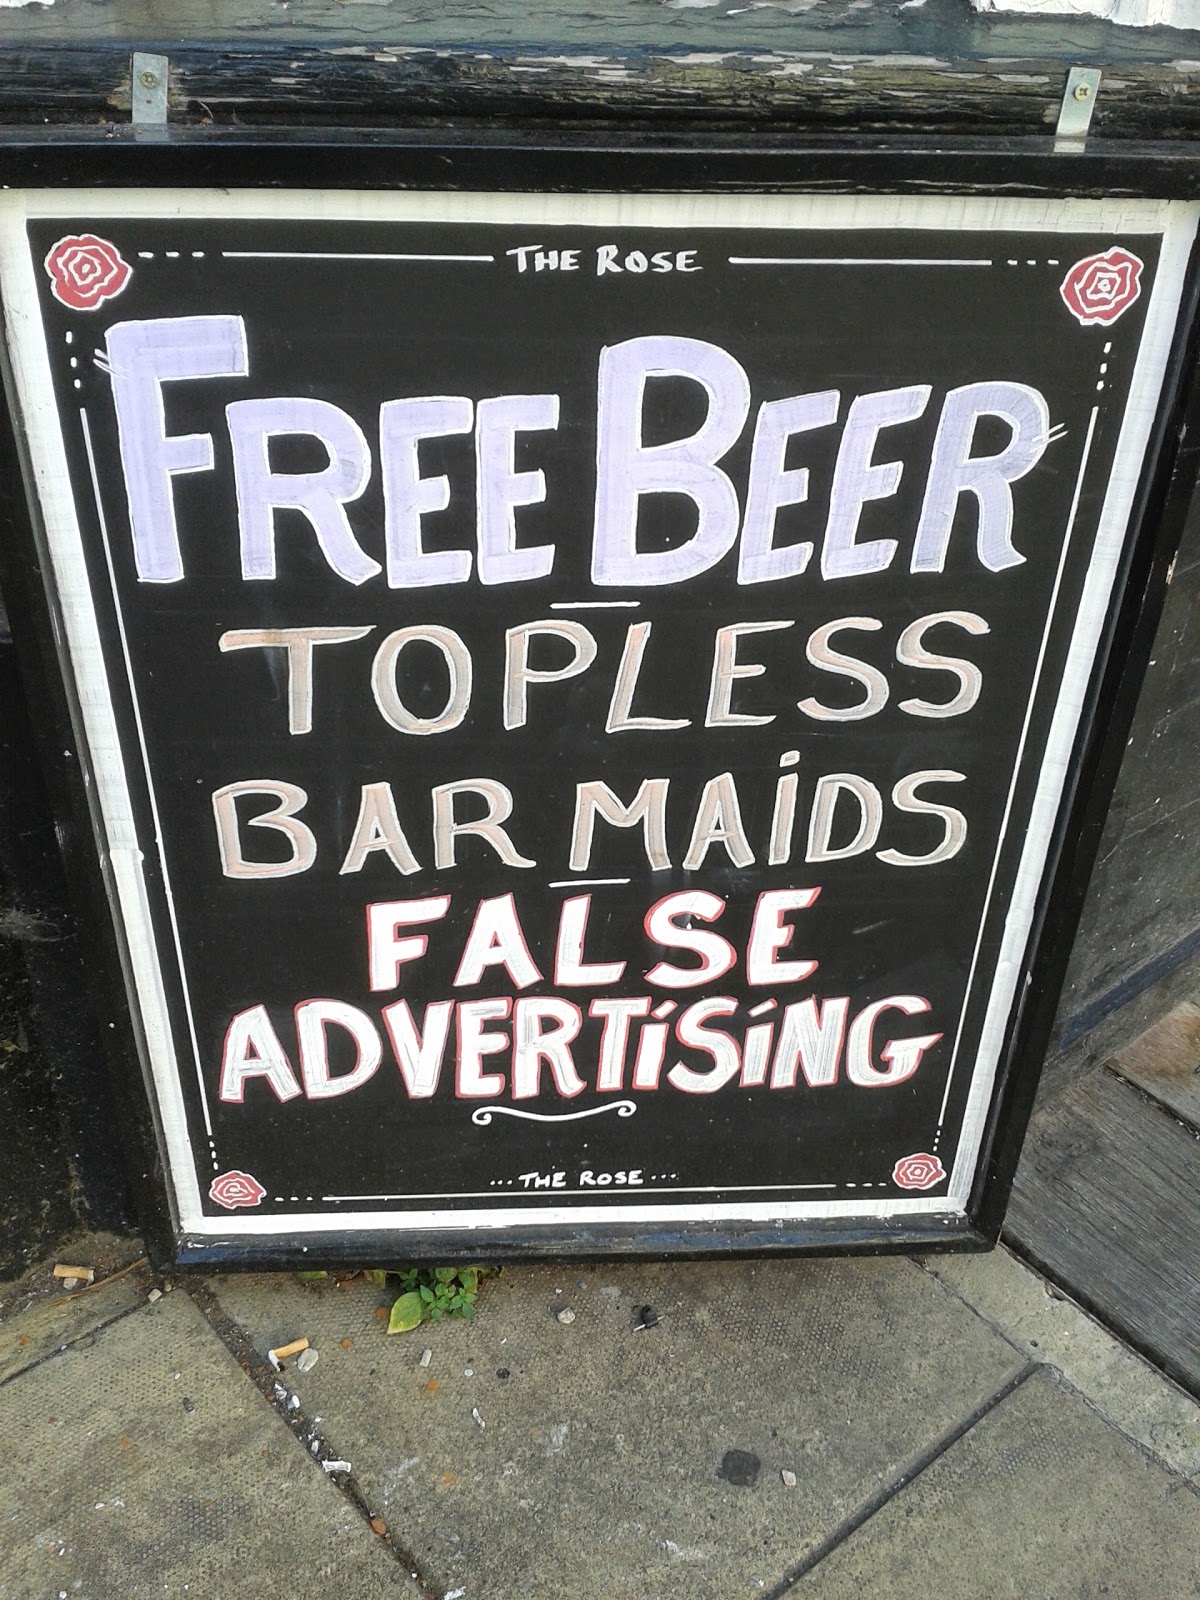 THE ROSE
FREE BEER
TOPLESS
BAR MAiDS
FALSE
ADVERTiSiNG
...THE ROSE...